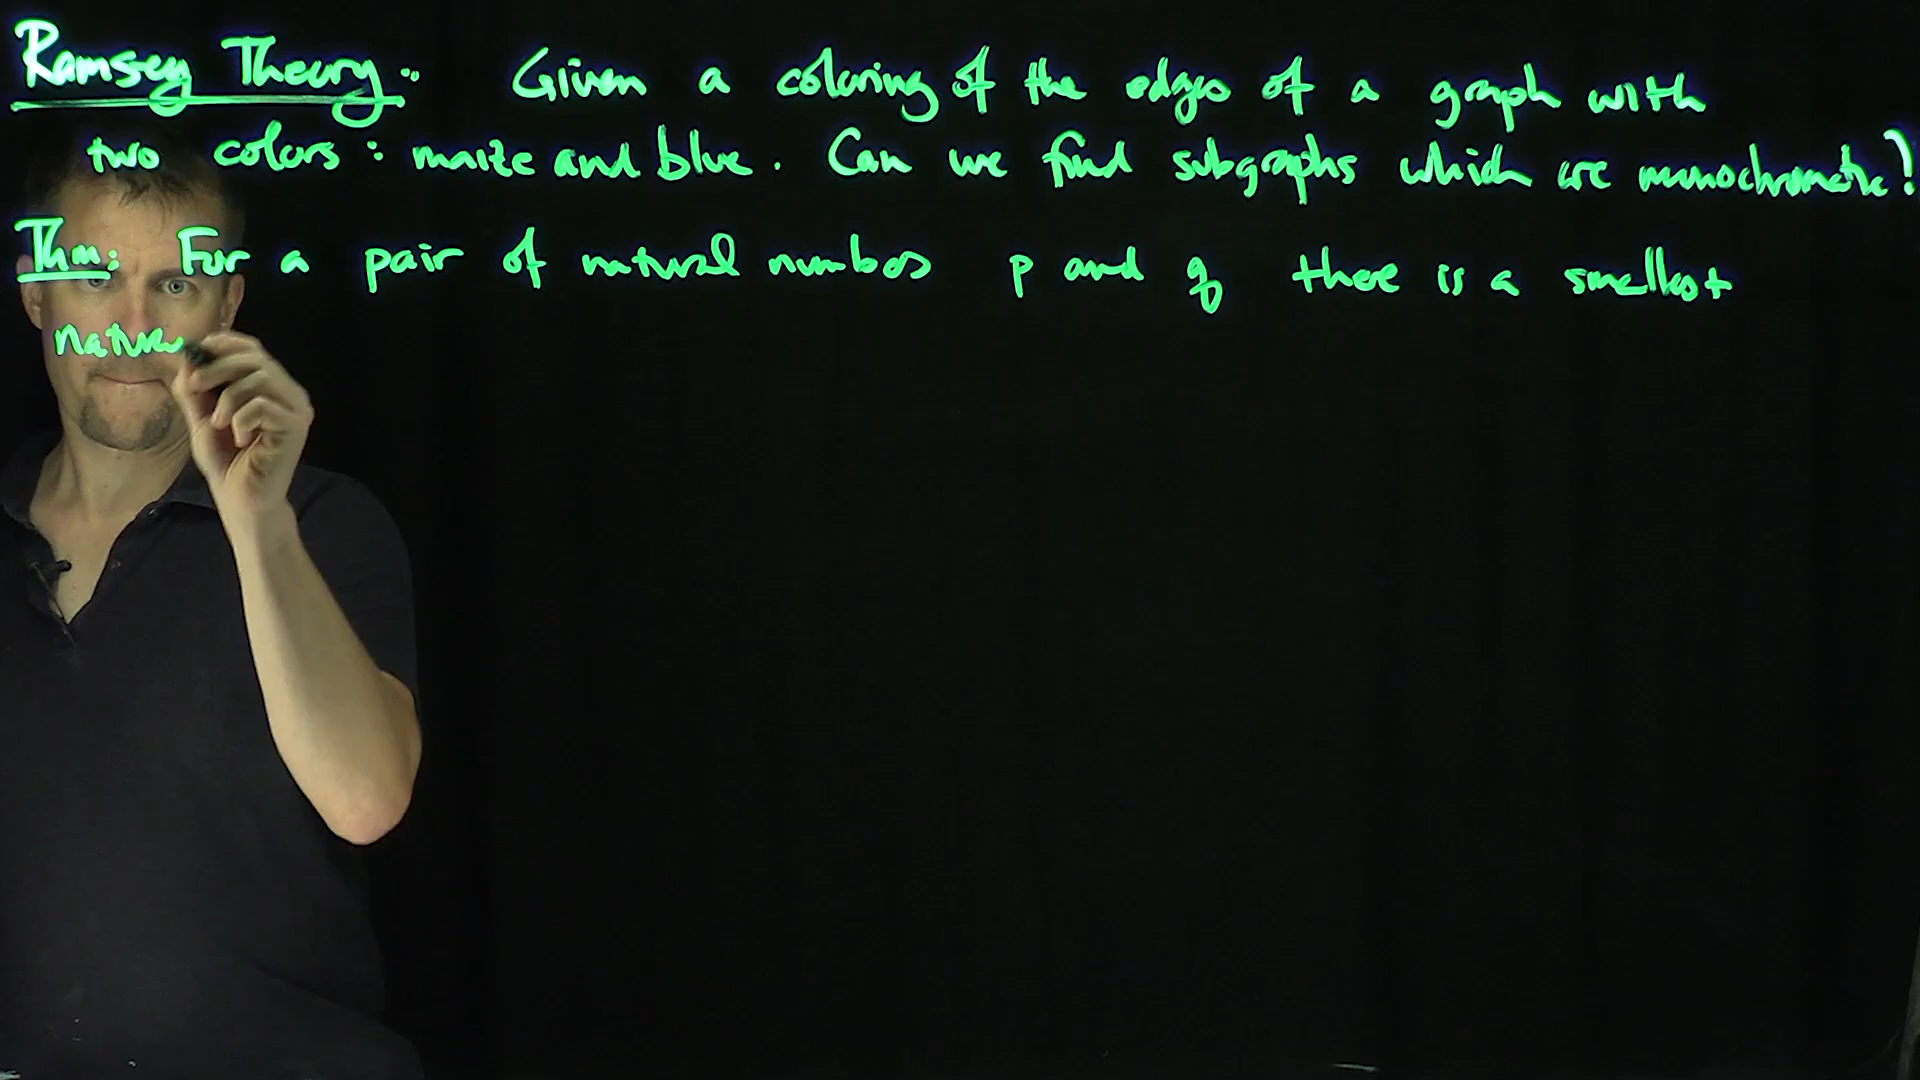 Ramsey Theory: Given a coloring of the edges of a graph with
two colors: maize and blue. Can we find subgraphs which are monochromatic?
Thm: For a pair of natural numbers p and q there is a smallest
natura